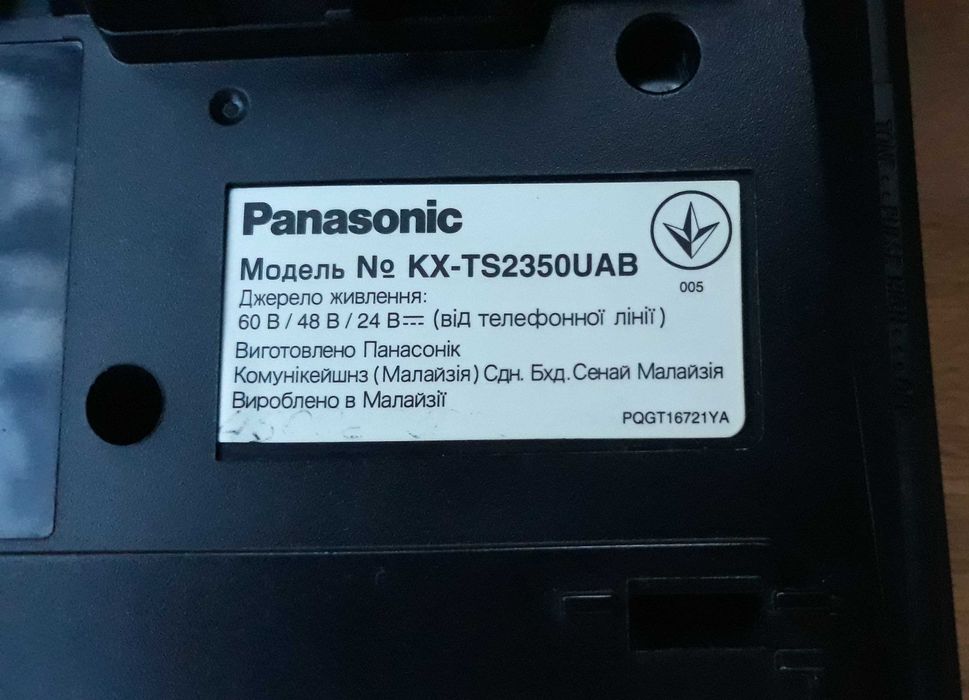 Panasonic
Модель № KX-TS2350UAB
005
Джерело живлення:
60 В / 48 В / 24 В⎓ (від телефонної лінії)
Виготовлено Панасонік
Комунікейшнз (Малайзія) Сдн. Бхд. Сенай Малайзія
Вироблено в Малайзії
PQGT16721YA